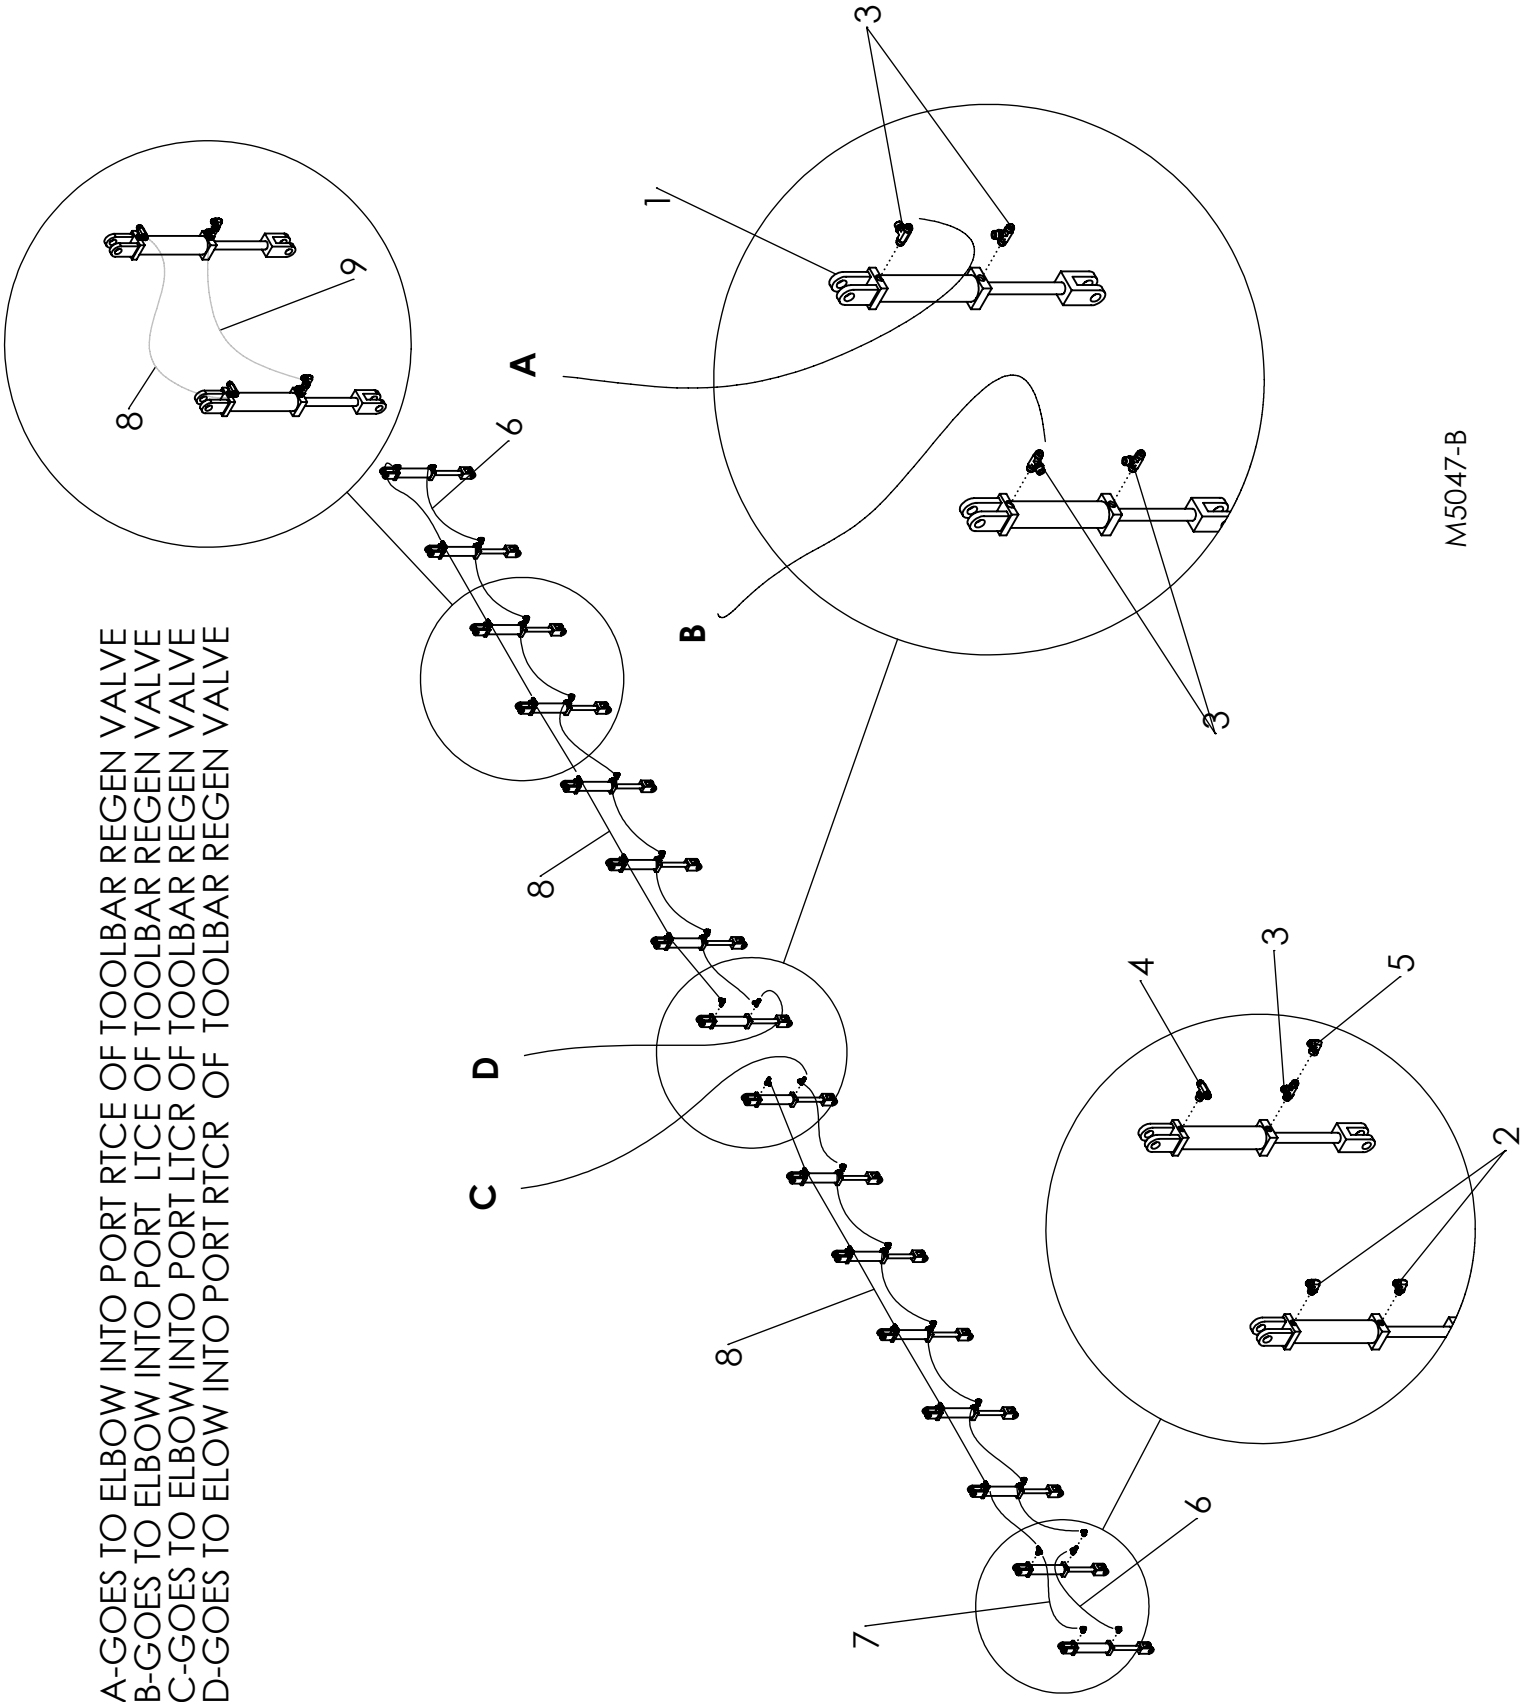 A-GOES TO ELBOW INTO PORT RTCE OF TOOLBAR REGEN VALVE
B-GOES TO ELBOW INTO PORT LTCE OF TOOLBAR REGEN VALVE
C-GOES TO ELBOW INTO PORT LTCR OF TOOLBAR REGEN VALVE
D-GOES TO ELOW INTO PORT RTCR OF TOOLBAR REGEN VALVE
8
9
C
D
6
A
8
1
B
8
7
3
4
6
3
3
5
M5047-B
2